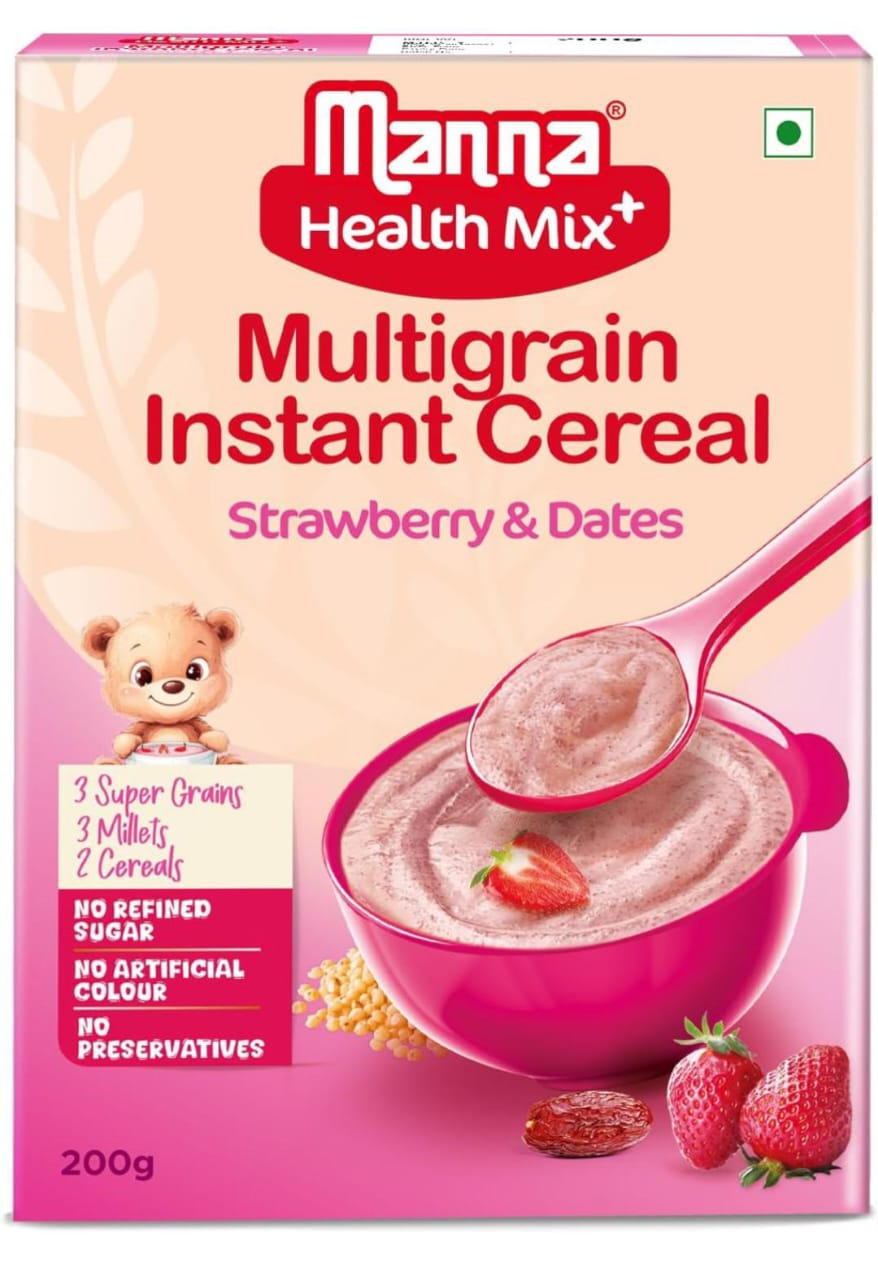 manna®
Health Mix+
Multigrain
Instant Cereal
Strawberry & Dates
3 Super Grains
3 Millets
2 Cereals
NO REFINED
SUGAR
NO ARTIFICIAL
COLOUR
NO
PRESERVATIVES
200g